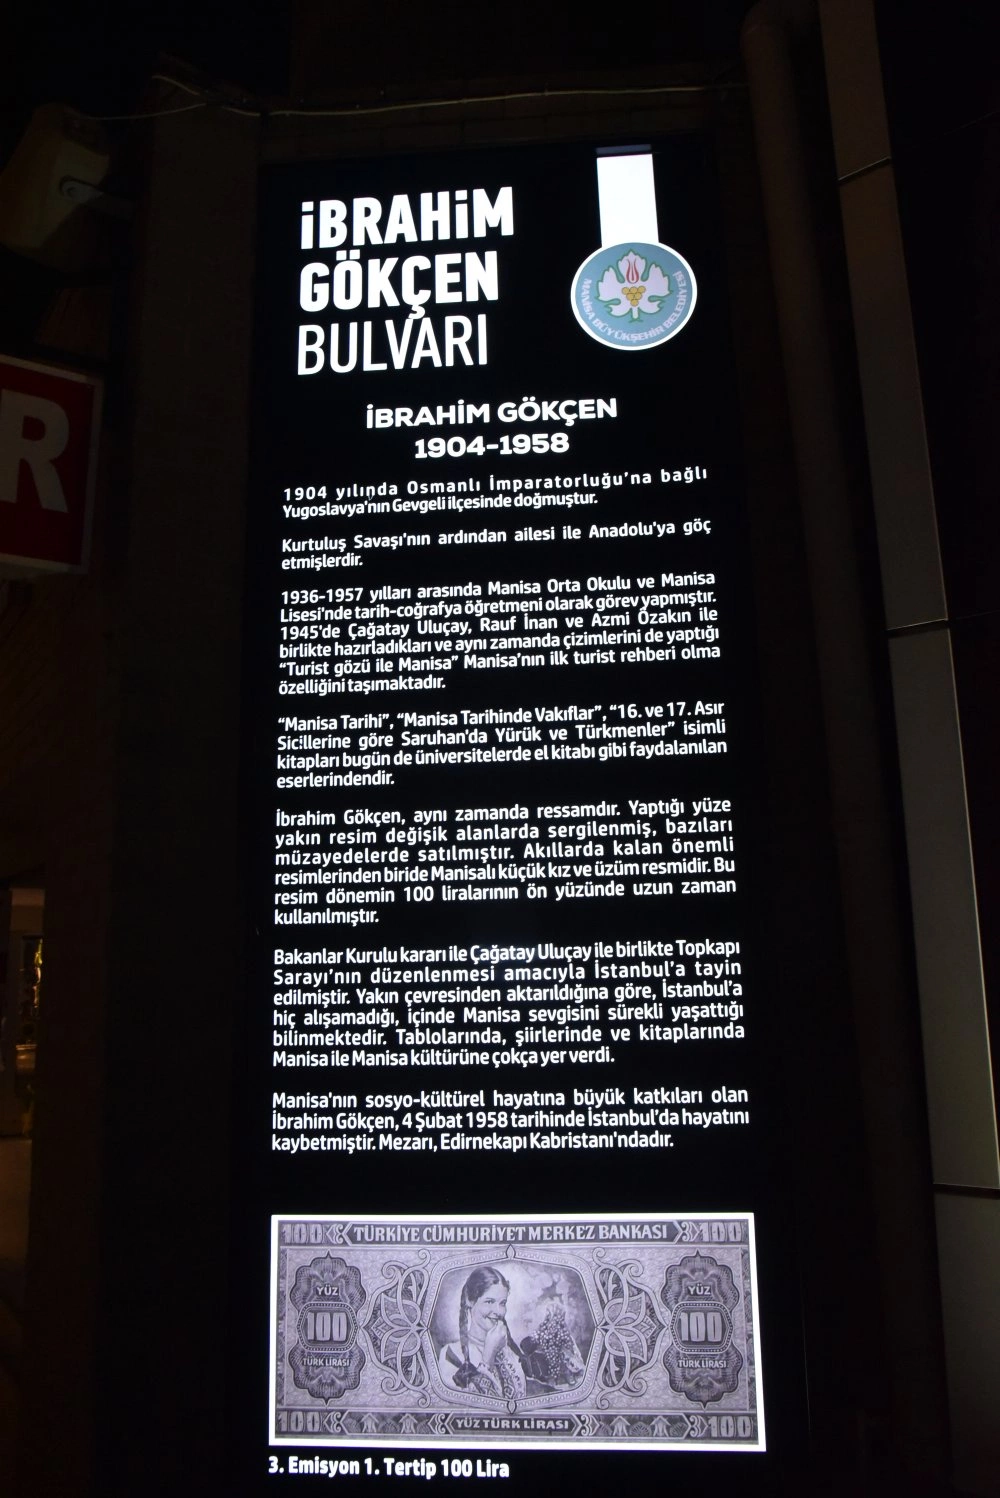 İBRAHİM
GÖKÇEN
BULVARI
MANİSA BÜYÜKŞEHİR BELEDİYESİ
İBRAHİM GÖKÇEN
1904-1958
1904 yılında Osmanlı İmparatorluğu'na bağlı
Yugoslavya'nın Gevgeli ilçesinde doğmuştur.
Kurtuluş Savaşı'nın ardından ailesi ile Anadolu'ya göç
etmişlerdir.
1936-1957 yılları arasında Manisa Orta Okulu ve Manisa
Lisesi'nde tarih-coğrafya öğretmeni olarak görev yapmıştır.
1945'de Çağatay Uluçay, Rauf İnan ve Azmi Özakın ile
birlikte hazırladıkları ve aynı zamanda çizimlerini de yaptığı
"Turist gözü ile Manisa" Manisa'nın ilk turist rehberi olma
özelliğini taşımaktadır.
"Manisa Tarihi", "Manisa Tarihinde Vakıflar", "16. ve 17. Asır
Sicillerine göre Saruhan'da Yürük ve Türkmenler" isimli
kitapları bugün de üniversitelerde el kitabı gibi faydalanılan
eserlerindendir.
İbrahim Gökçen, aynı zamanda ressamdır. Yaptığı yüze
yakın resim değişik alanlarda sergilenmiş, bazıları
müzayedelerde satılmıştır. Akıllarda kalan önemli
resimlerinden biride Manisalı küçük kız ve üzüm resmidir. Bu
resim dönemin 100 liralarının ön yüzünde uzun zaman
kullanılmıştır.
Bakanlar Kurulu kararı ile Çağatay Uluçay ile birlikte Topkapı
Sarayı'nın düzenlenmesi amacıyla İstanbul'a tayin
edilmiştir. Yakın çevresinden aktarıldığına göre, İstanbul'a
hiç alışamadığı, içinde Manisa sevgisini sürekli yaşattığı
bilinmektedir. Tablolarında, şiirlerinde ve kitaplarında
Manisa ile Manisa kültürüne çokça yer verdi.
Manisa'nın sosyo-kültürel hayatına büyük katkıları olan
İbrahim Gökçen, 4 Şubat 1958 tarihinde İstanbul'da hayatını
kaybetmiştir. Mezarı, Edirnekapı Kabristanı'ndadır.
100 TÜRKİYE CÜMHURİYET MERKEZ BANKASI 100
YÜZ YÜZ
100 100
TÜRK LİRASI TÜRK LİRASI
100 YÜZ TÜRK LİRASI 100
3. Emisyon 1. Tertip 100 Lira
R